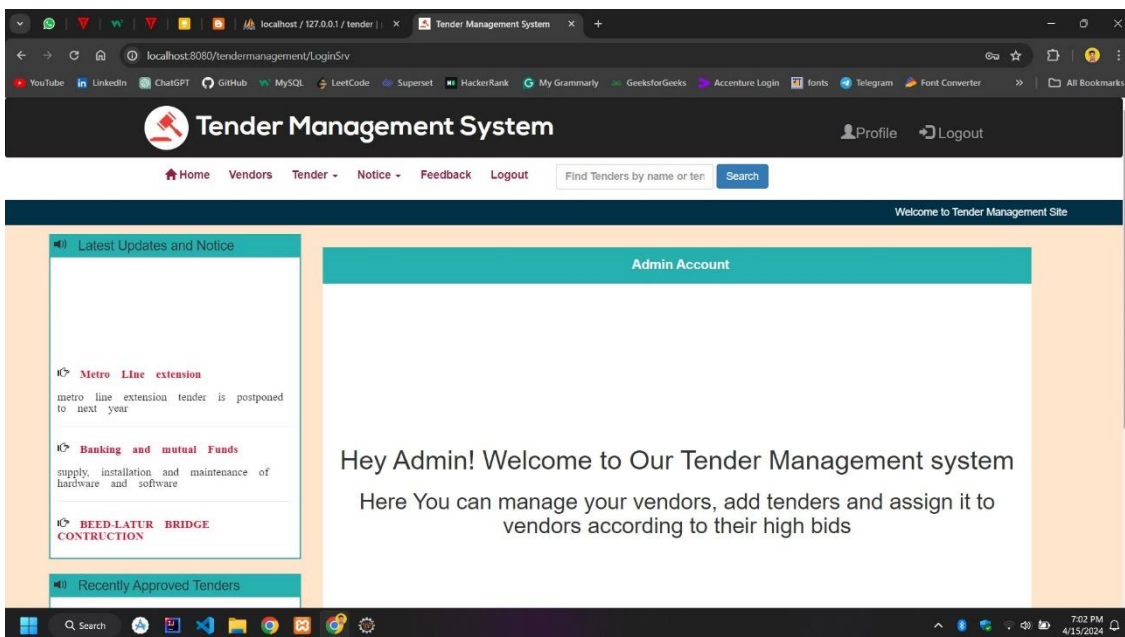 localhost / 127.0.0.1 / tender |
Tender Management System
localhost:8080/tendermanagement/LoginSrv
YouTube LinkedIn ChatGPT GitHub MySQL LeetCode Superset HackerRank My Grammarly GeeksforGeeks Accenture Login fonts Telegram Font Converter » All Bookmarks
Tender Management System
Profile Logout
Home Vendors Tender Notice Feedback Logout Find Tenders by name or ten Search
Welcome to Tender Management Site
Latest Updates and Notice
Admin Account
Metro LIne extension
metro line extension tender is postponed
to next year
Banking and mutual Funds
supply, installation and maintenance of
hardware and software
BEED-LATUR BRIDGE
CONTRUCTION
Hey Admin! Welcome to Our Tender Management system
Here You can manage your vendors, add tenders and assign it to
vendors according to their high bids
Recently Approved Tenders
Search
7:02 PM
4/15/2024